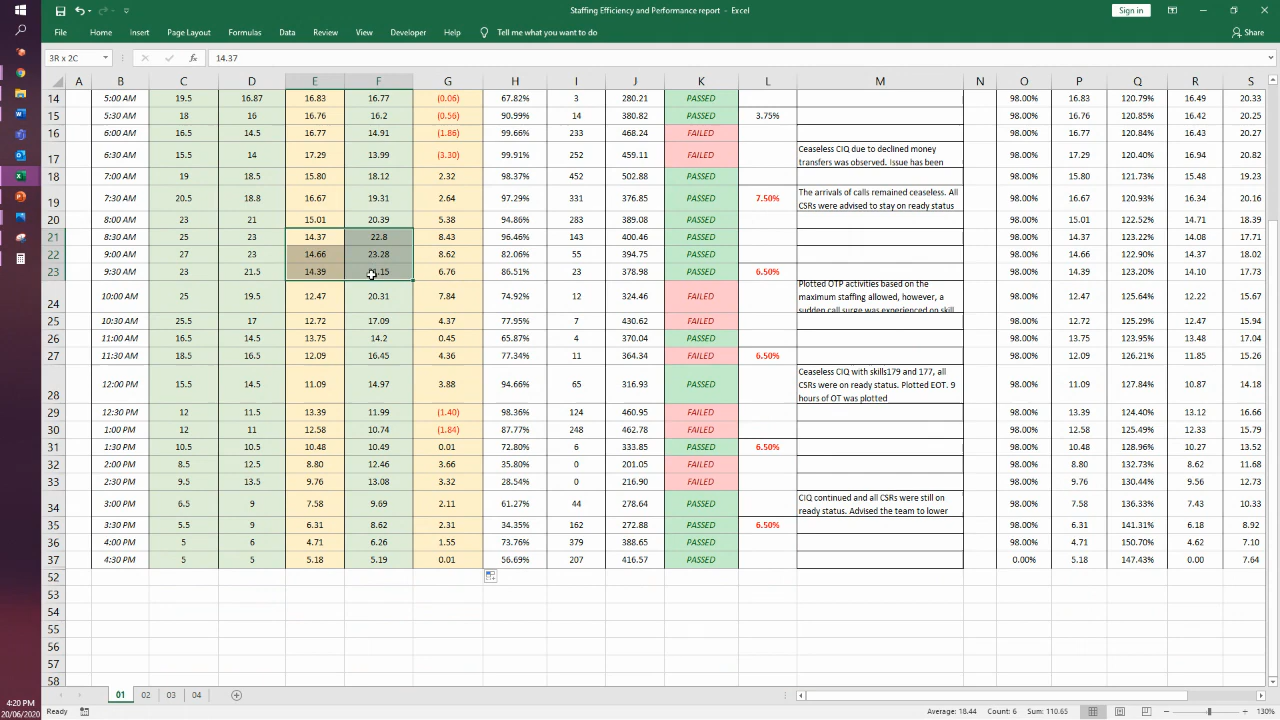 Staffing Efficiency and Performance report - Excel
Sign in
File Home Insert Page Layout Formulas Data Review View Developer Help Tell me what you want to do Share
3R x 2C fx 14.37
A B C D E F G H I J K L M N O P Q R S
14 5:00 AM 19.5 16.87 16.83 16.77 (0.06) 67.82% 3 280.21 PASSED 98.00% 16.83 120.79% 16.49 20.33
15 5:30 AM 18 16 16.76 16.2 (0.56) 90.99% 14 380.82 PASSED 3.75% 98.00% 16.76 120.85% 16.42 20.25
16 6:00 AM 16.5 14.5 16.77 14.91 (1.86) 99.66% 233 468.24 FAILED 98.00% 16.77 120.84% 16.43 20.27
17 6:30 AM 15.5 14 17.29 13.99 (3.30) 99.91% 252 459.11 FAILED Ceaseless CIQ due to declined money 98.00% 17.29 120.40% 16.94 20.82
transfers was observed. Issue has been
18 7:00 AM 19 18.5 15.80 18.12 2.32 98.37% 452 502.88 PASSED 98.00% 15.80 121.73% 15.48 19.23
19 7:30 AM 20.5 18.8 16.67 19.31 2.64 97.29% 331 376.85 PASSED 7.50% The arrivals of calls remained ceaseless. All 98.00% 16.67 120.93% 16.34 20.16
CSRs were advised to stay on ready status
20 8:00 AM 23 21 15.01 20.39 5.38 94.86% 283 389.08 PASSED 98.00% 15.01 122.52% 14.71 18.39
21 8:30 AM 25 23 14.37 22.8 8.43 96.46% 143 400.46 PASSED 98.00% 14.37 123.22% 14.08 17.71
22 9:00 AM 27 23 14.66 23.28 8.62 82.06% 55 394.75 PASSED 98.00% 14.66 122.90% 14.37 18.02
23 9:30 AM 23 21.5 14.39 .15 6.76 86.51% 23 378.98 PASSED 6.50% 98.00% 14.39 123.20% 14.10 17.73
24 10:00 AM 25 19.5 12.47 20.31 7.84 74.92% 12 324.46 FAILED Plotted OTP activities based on the 98.00% 12.47 125.64% 12.22 15.67
maximum staffing allowed, however, a
sudden call surge was experienced on skill
25 10:30 AM 25.5 17 12.72 17.09 4.37 77.95% 7 430.62 FAILED 98.00% 12.72 125.29% 12.47 15.94
26 11:00 AM 16.5 14.5 13.75 14.2 0.45 65.87% 4 370.04 PASSED 98.00% 13.75 123.95% 13.48 17.04
27 11:30 AM 18.5 16.5 12.09 16.45 4.36 77.34% 11 364.34 FAILED 6.50% 98.00% 12.09 126.21% 11.85 15.26
28 12:00 PM 15.5 14.5 11.09 14.97 3.88 94.66% 65 316.93 PASSED Ceaseless CIQ with skills179 and 177, all 98.00% 11.09 127.84% 10.87 14.18
CSRs were on ready status. Plotted EOT. 9
hours of OT was plotted
29 12:30 PM 12 11.5 13.39 11.99 (1.40) 98.36% 124 460.95 FAILED 98.00% 13.39 124.40% 13.12 16.66
30 1:00 PM 12 11 12.58 10.74 (1.84) 87.77% 248 462.78 FAILED 98.00% 12.58 125.49% 12.33 15.79
31 1:30 PM 10.5 10.5 10.48 10.49 0.01 72.80% 6 333.85 PASSED 6.50% 98.00% 10.48 128.96% 10.27 13.52
32 2:00 PM 8.5 12.5 8.80 12.46 3.66 35.80% 0 201.05 FAILED 98.00% 8.80 132.73% 8.62 11.68
33 2:30 PM 9.5 13.5 9.76 13.08 3.32 28.54% 0 216.90 FAILED 98.00% 9.76 130.44% 9.56 12.73
34 3:00 PM 6.5 9 7.58 9.69 2.11 61.27% 44 278.64 PASSED CIQ continued and all CSRs were still on 98.00% 7.58 136.33% 7.43 10.33
ready status. Advised the team to lower
35 3:30 PM 5.5 9 6.31 8.62 2.31 34.35% 162 272.88 PASSED 6.50% 98.00% 6.31 141.31% 6.18 8.92
36 4:00 PM 5 6 4.71 6.26 1.55 73.76% 379 388.65 PASSED 98.00% 4.71 150.70% 4.62 7.10
37 4:30 PM 5 5 5.18 5.19 0.01 56.69% 207 416.57 PASSED 0.00% 5.18 147.43% 0.00 7.64
52
53
54
55
56
57
58
01 02 03 04
4:20 PM
20/06/2020
Ready Average: 18.44 Count: 6 Sum: 110.65 130%